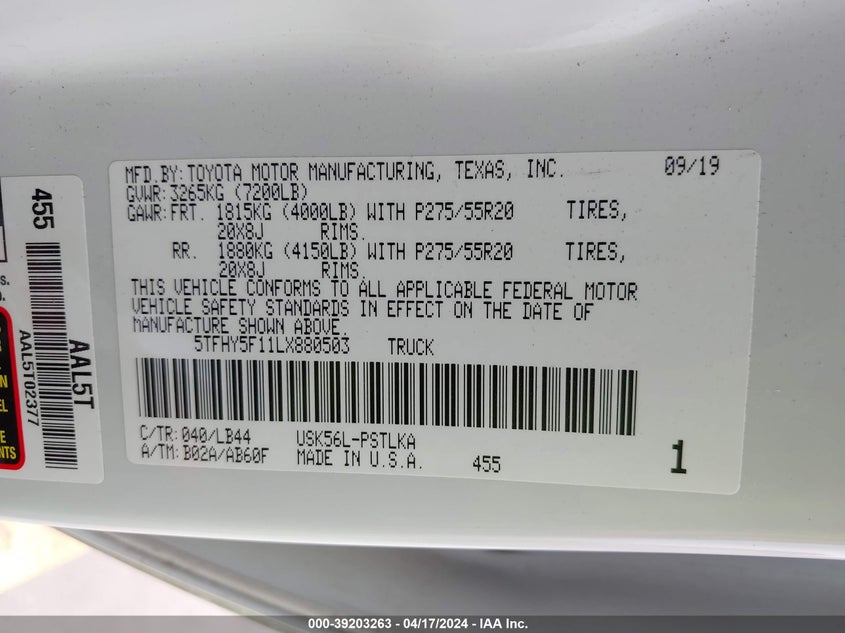 MFD.BY: TOYOTA MOTOR MANUFACTURING, TEXAS, INC. 09/19
GVWR: 3265KG (7200LB)
GAWR: FRT. 1815KG (4000LB) WITH P275/55R20 TIRES,
20X8J RIMS.
RR. 1880KG (4150LB) WITH P275/55R20 TIRES,
20X8J RIMS.
THIS VEHICLE CONFORMS TO ALL APPLICABLE FEDERAL MOTOR
VEHICLE SAFETY STANDARDS IN EFFECT ON THE DATE OF
MANUFACTURE SHOWN ABOVE.
5TFHY5F11LX880503 TRUCK
C/TR: 040/LB44 USK56L-PSTLKA
A/TM: B02A/AB60F MADE IN U.S.A. 455 1
455
AAL5T
AAL5T02377
000-39203263 - 04/17/2024 - IAA Inc.